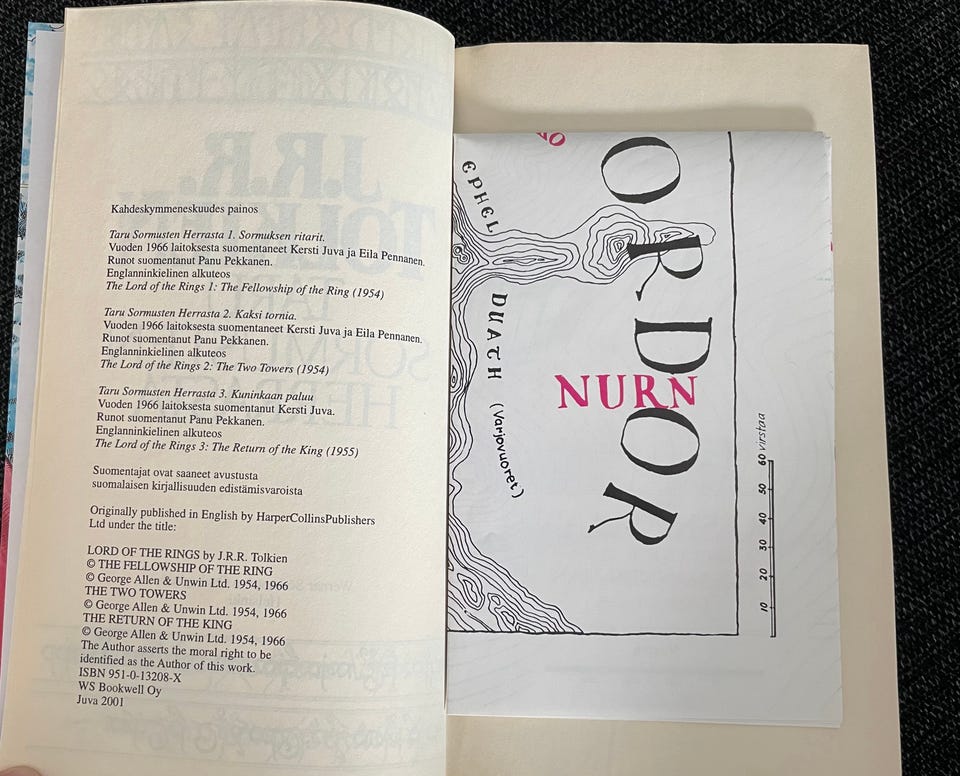 Kahdeskymmeneskuudes painos
Taru Sormusten Herrasta 1. Sormuksen ritarit.
Vuoden 1966 laitoksesta suomentaneet Kersti Juva ja Eila Pennanen.
Runot suomentanut Panu Pekkanen.
Englanninkielinen alkuteos
The Lord of the Rings 1: The Fellowship of the Ring (1954)
Taru Sormusten Herrasta 2. Kaksi tornia.
Vuoden 1966 laitoksesta suomentaneet Kersti Juva ja Eila Pennanen.
Runot suomentanut Panu Pekkanen.
Englanninkielinen alkuteos
The Lord of the Rings 2: The Two Towers (1954)
Taru Sormusten Herrasta 3. Kuninkaan paluu
Vuoden 1966 laitoksesta suomentanut Kersti Juva.
Runot suomentanut Panu Pekkanen.
Englanninkielinen alkuteos
The Lord of the Rings 3: The Return of the King (1955)
Suomentajat ovat saaneet avustusta
suomalaisen kirjallisuuden edistämisvaroista
Originally published in English by HarperCollinsPublishers
Ltd under the title:
LORD OF THE RINGS by J.R.R. Tolkien
© THE FELLOWSHIP OF THE RING
© George Allen & Unwin Ltd. 1954, 1966
THE TWO TOWERS
© George Allen & Unwin Ltd. 1954, 1966
THE RETURN OF THE KING
© George Allen & Unwin Ltd. 1954, 1966
The Author asserts the moral right to be
identified as the Author of this work.
ISBN 951-0-13208-X
WS Bookwell Oy
Juva 2001
EPHEL
DUATH (Varjovuoret)
ORDOR
NURN
10 20 30 40 50 60 virstaa